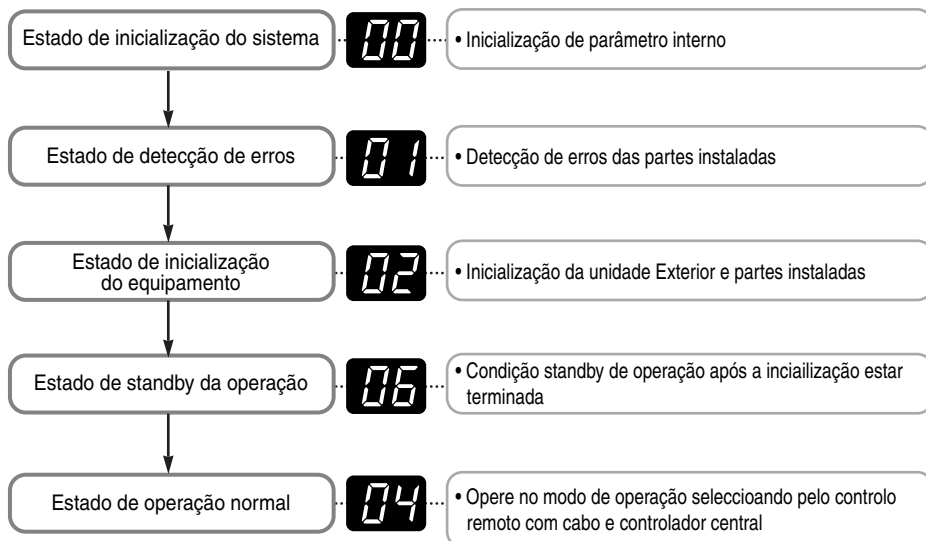 Estado de inicialização do sistema
00
• Inicialização de parâmetro interno
Estado de detecção de erros
01
• Detecção de erros das partes instaladas
Estado de inicialização
do equipamento
02
• Inicialização da unidade Exterior e partes instaladas
Estado de standby da operação
06
• Condição standby de operação após a inciailização estar
terminada
Estado de operação normal
04
• Opere no modo de operação seleccioando pelo controlo
remoto com cabo e controlador central